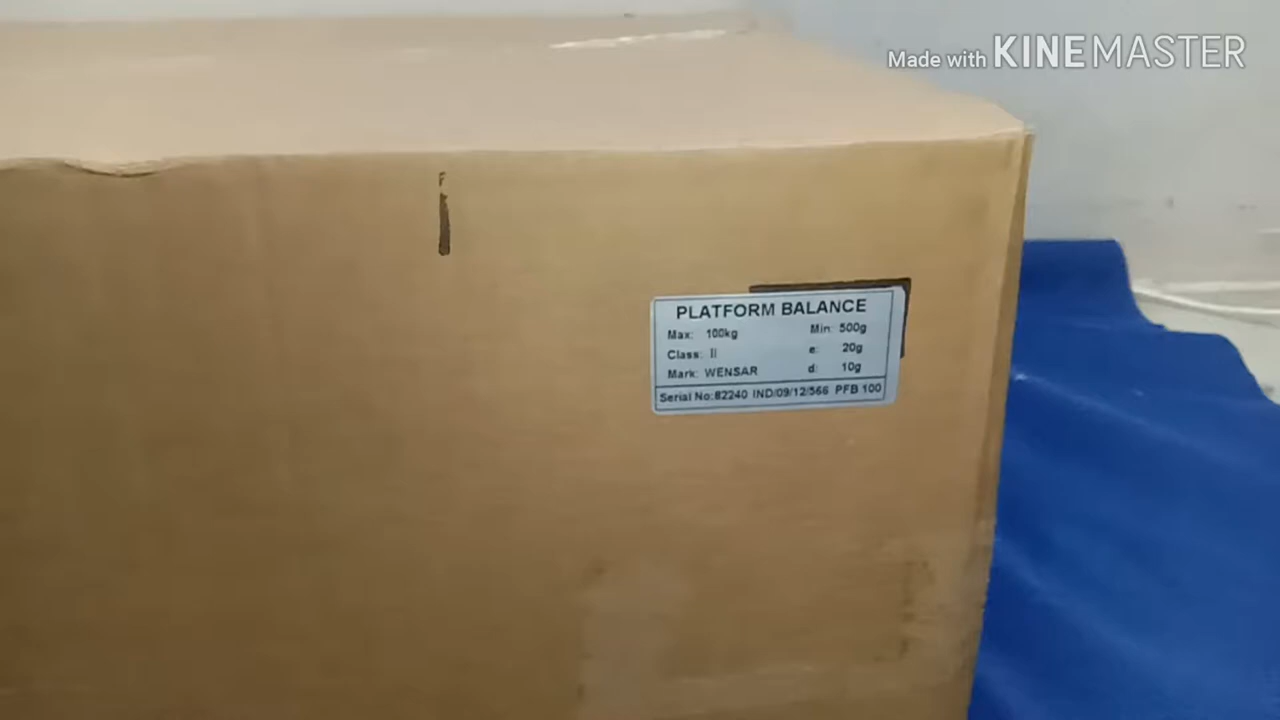 Made with KINEMASTER
PLATFORM BALANCE
Max: 100kg Min: 500g
Class: II e: 20g
Mark: WENSAR d: 10g
Serial No:82240 IND/09/12/566 PFB 100